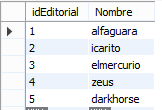 idEditorial Nombre
1 alfaguara
2 icarito
3 elmercurio
4 zeus
5 darkhorse